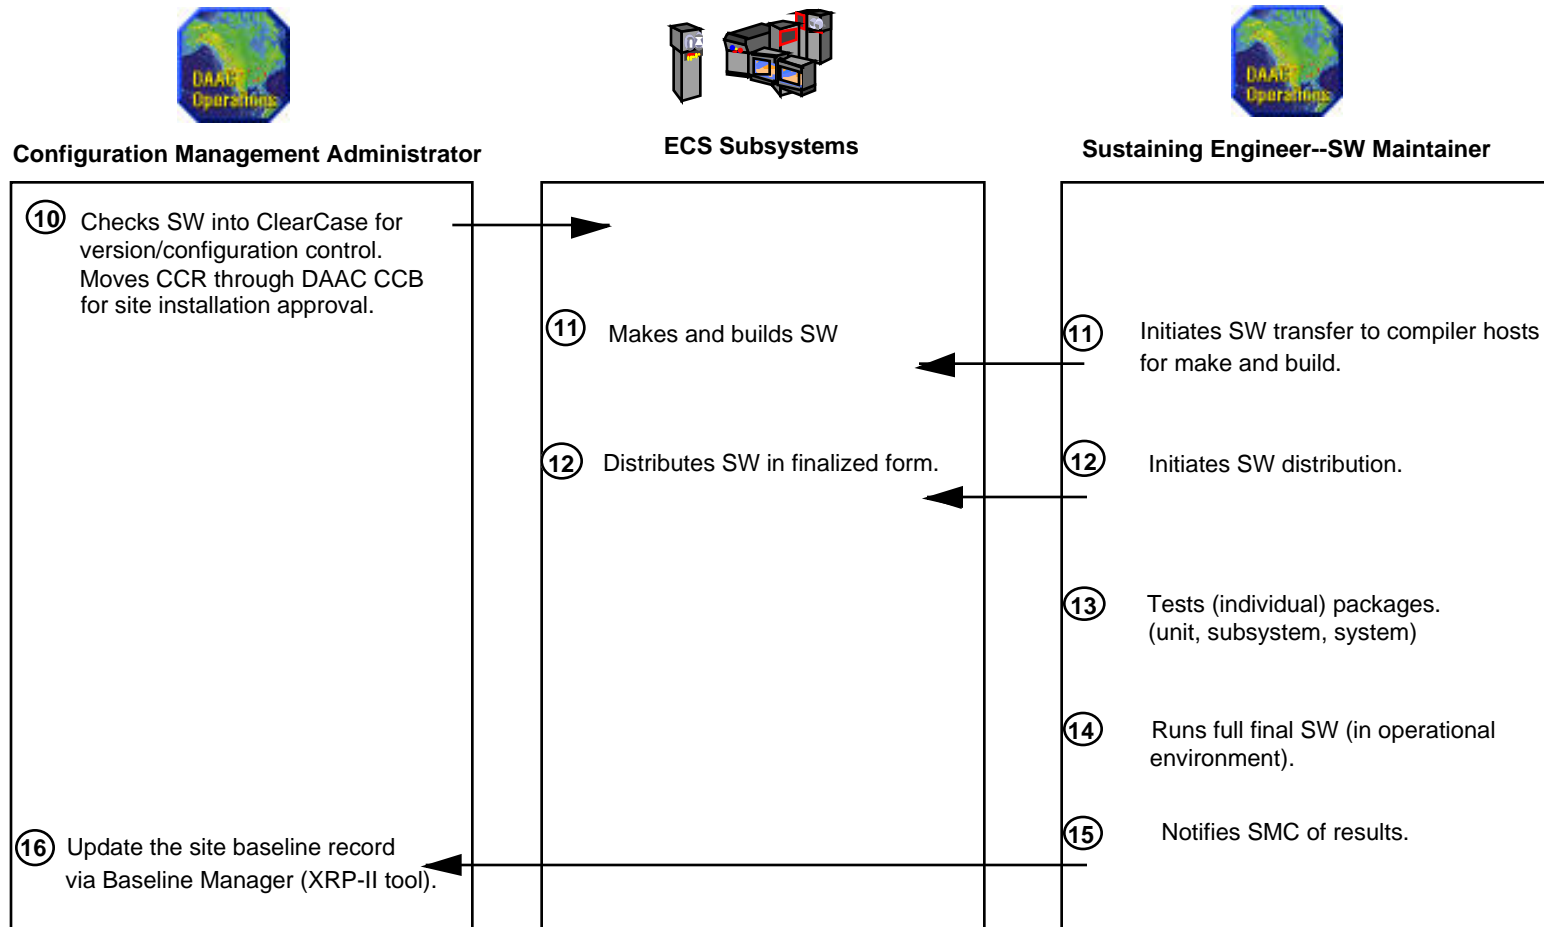 DAAC
Operations
DAAC
Operations
Configuration Management Administrator
ECS Subsystems
Sustaining Engineer--SW Maintainer
10 Checks SW into ClearCase for
version/configuration control.
Moves CCR through DAAC CCB
for site installation approval.
11 Makes and builds SW
11 Initiates SW transfer to compiler hosts
for make and build.
12 Distributes SW in finalized form.
12 Initiates SW distribution.
13 Tests (individual) packages.
(unit, subsystem, system)
14 Runs full final SW (in operational
environment).
15 Notifies SMC of results.
16 Update the site baseline record
via Baseline Manager (XRP-II tool).